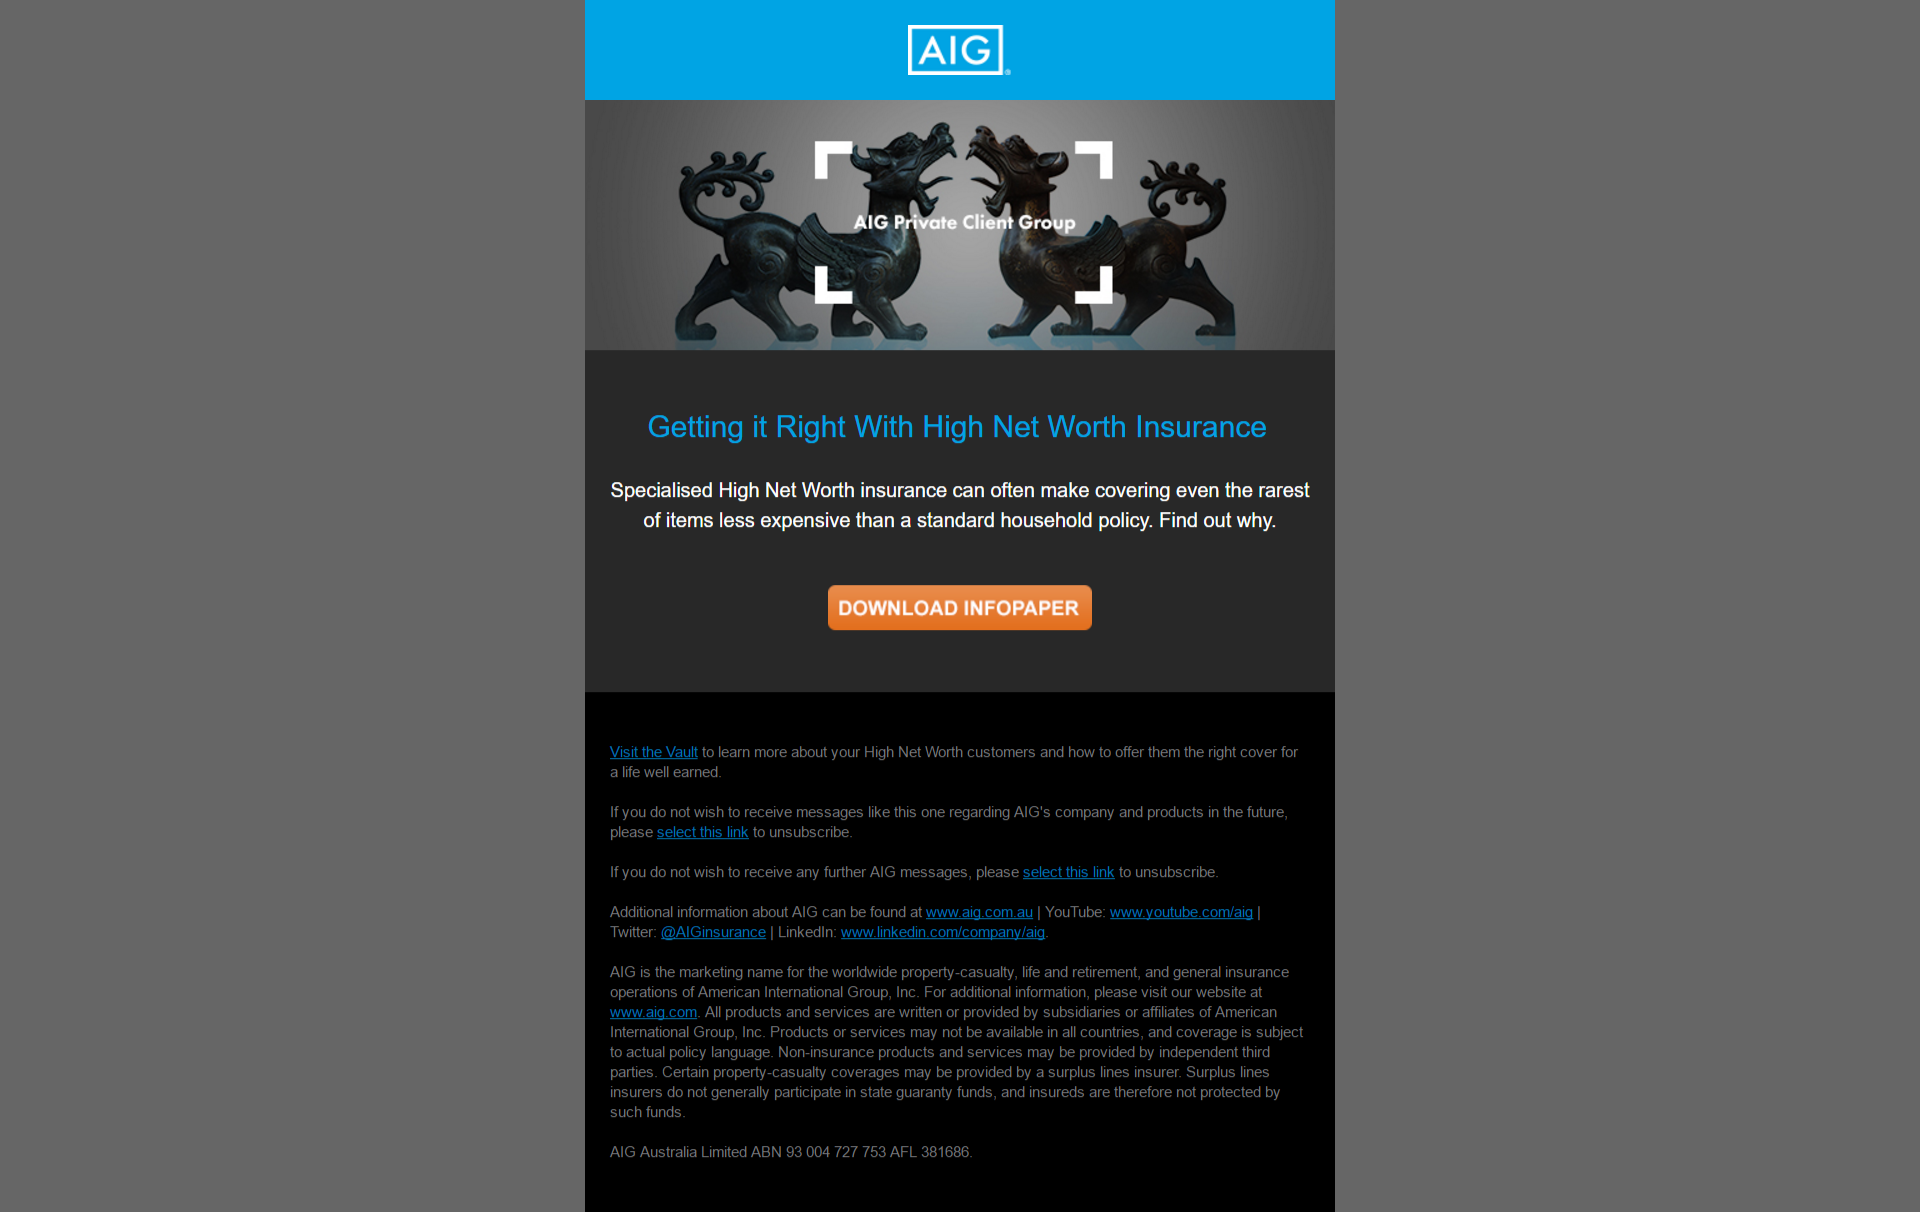 AIG®
AIG Private Client Group
Getting it Right With High Net Worth Insurance
Specialised High Net Worth insurance can often make covering even the rarest
of items less expensive than a standard household policy. Find out why.
DOWNLOAD INFOPAPER
Visit the Vault to learn more about your High Net Worth customers and how to offer them the right cover for
a life well earned.
If you do not wish to receive messages like this one regarding AIG's company and products in the future,
please select this link to unsubscribe.
If you do not wish to receive any further AIG messages, please select this link to unsubscribe.
Additional information about AIG can be found at www.aig.com.au | YouTube: www.youtube.com/aig |
Twitter: @AIGinsurance | LinkedIn: www.linkedin.com/company/aig.
AIG is the marketing name for the worldwide property-casualty, life and retirement, and general insurance
operations of American International Group, Inc. For additional information, please visit our website at
www.aig.com. All products and services are written or provided by subsidiaries or affiliates of American
International Group, Inc. Products or services may not be available in all countries, and coverage is subject
to actual policy language. Non-insurance products and services may be provided by independent third
parties. Certain property-casualty coverages may be provided by a surplus lines insurer. Surplus lines
insurers do not generally participate in state guaranty funds, and insureds are therefore not protected by
such funds.
AIG Australia Limited ABN 93 004 727 753 AFL 381686.